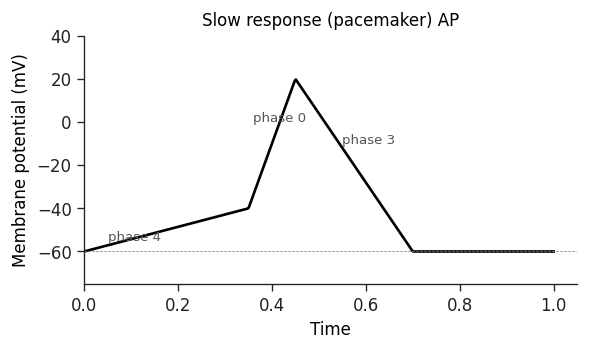 Slow response (pacemaker) AP
Membrane potential (mV)
40
20
0
−20
−40
−60
phase 0
phase 3
phase 4
0.0 0.2 0.4 0.6 0.8 1.0
Time